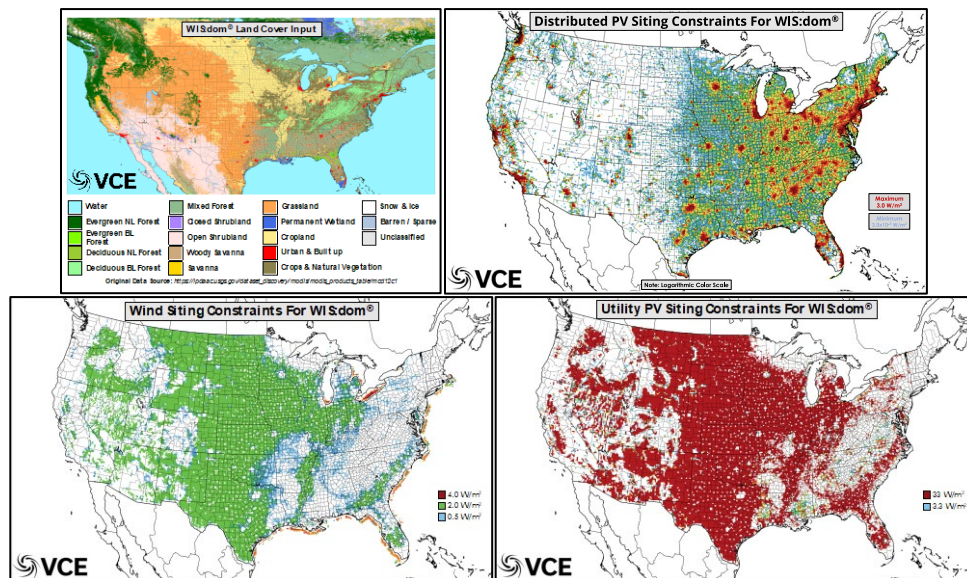 WIS:dom® Land Cover Input
VCE
Water
Evergreen NL Forest
Evergreen BL
Forest
Deciduous NL Forest
Deciduous BL Forest
Mixed Forest
Closed Shrubland
Open Shrubland
Woody Savanna
Savanna
Grassland
Permanent Wetland
Cropland
Urban & Built up
Crops & Natural Vegetation
Snow & Ice
Barren / Sparse
Unclassified
Original Data Source:
Distributed PV Siting Constraints For WIS:dom®
Maximum
3.0 W/m²
Minimum
Note: Logarithmic Color Scale
VCE
Wind Siting Constraints For WIS:dom®
4.0 W/m²
2.0 W/m²
0.5 W/m²
VCE
Utility PV Siting Constraints For WIS:dom®
33 W/m²
3.3 W/m²
VCE